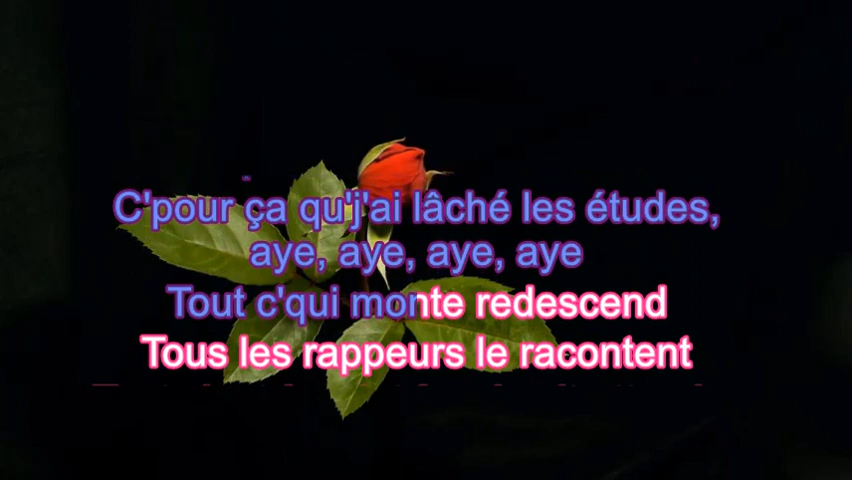 C'pour ça qu'j'ai lâché les études,
aye, aye, aye, aye
Tout c'qui monte redescend
Tous les rappeurs le racontent